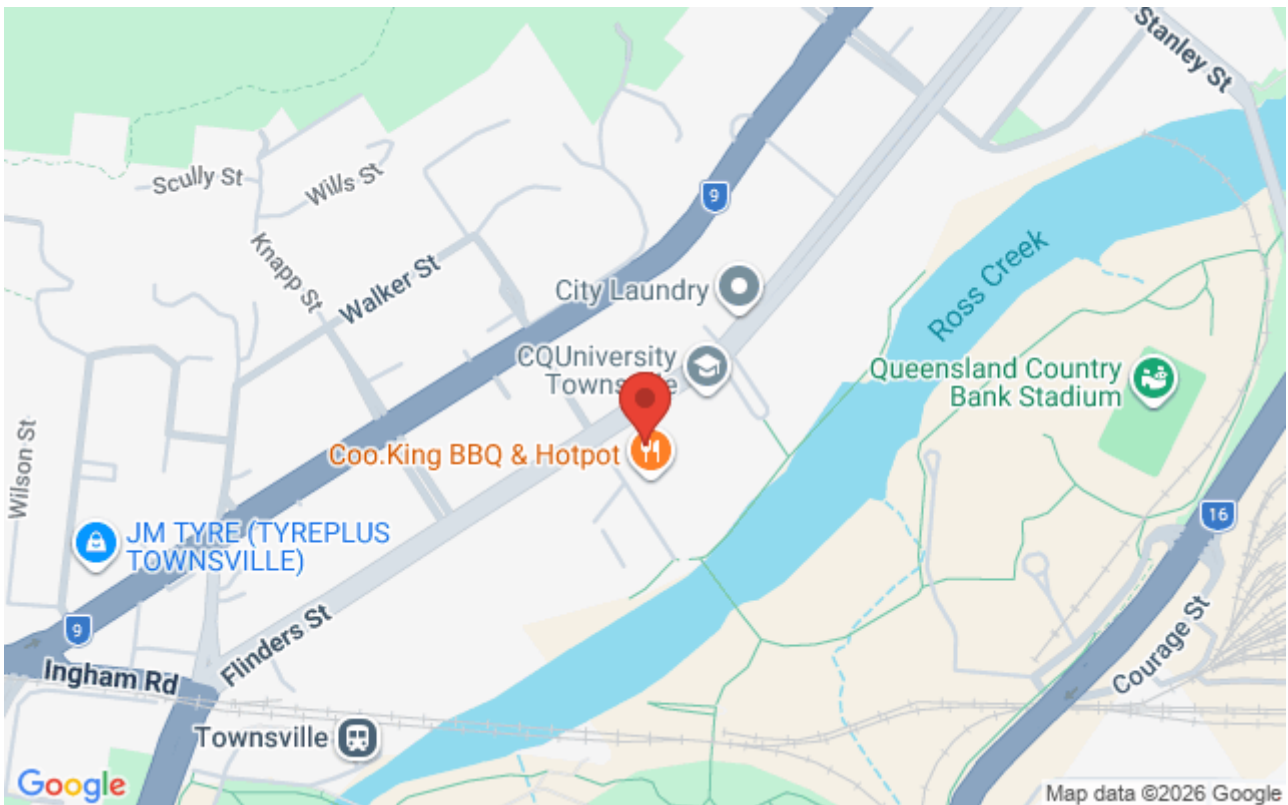 Stanley St
Scully St
Wills St
9
Knapp St
Walker St
City Laundry
Ross Creek
CQUniversity
Townsville
Queensland Country
Bank Stadium
Coo.King BBQ & Hotpot
Wilson St
JM TYRE (TYREPLUS
TOWNSVILLE)
16
9
Flinders St
Ingham Rd
Courage St
Townsville
Google
Map data ©2026 Google